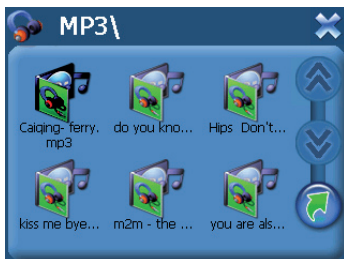 MP3\
Caiqing- ferry.
mp3
do you kno...
Hips Don't...
kiss me bye...
m2m - the ...
you are als...